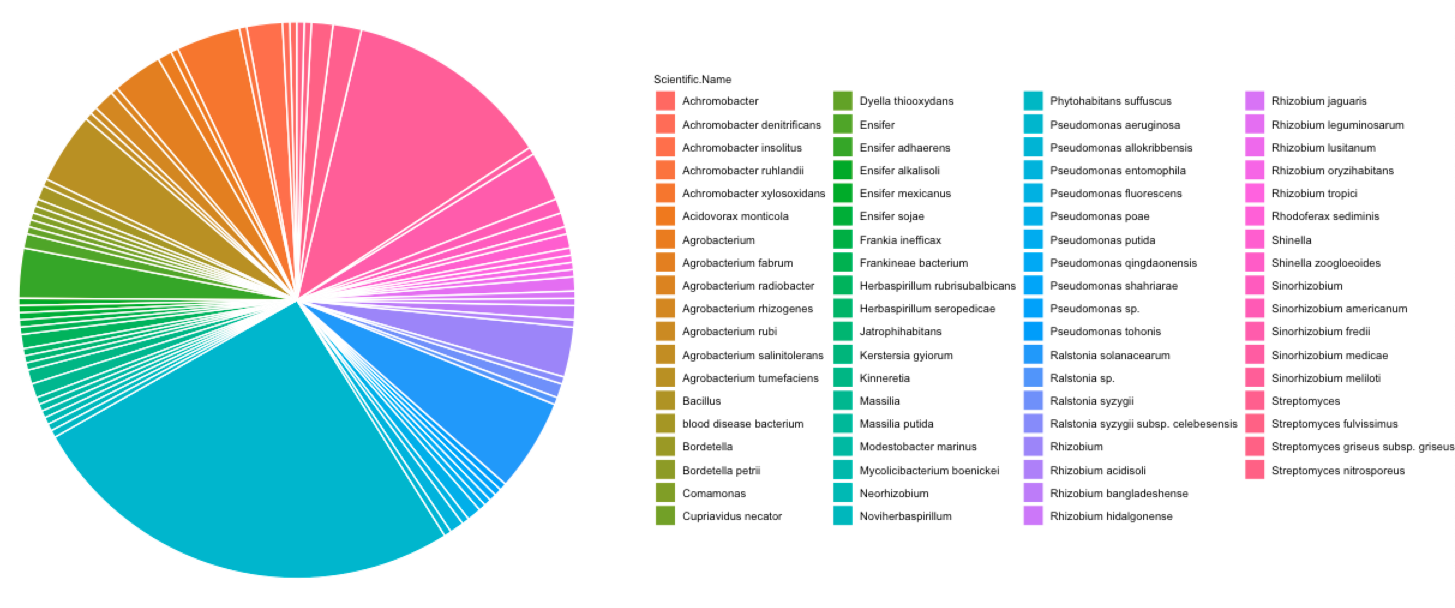 Scientific.Name
Achromobacter
Achromobacter denitrificans
Achromobacter insolitus
Achromobacter ruhlandii
Achromobacter xylosoxidans
Acidovorax monticola
Agrobacterium
Agrobacterium fabrum
Agrobacterium radiobacter
Agrobacterium rhizogenes
Agrobacterium rubi
Agrobacterium salinitolerans
Agrobacterium tumefaciens
Bacillus
blood disease bacterium
Bordetella
Bordetella petrii
Comamonas
Cupriavidus necator
Dyella thiooxydans
Ensifer
Ensifer adhaerens
Ensifer alkalisoli
Ensifer mexicanus
Ensifer sojae
Frankia inefficax
Frankineae bacterium
Herbaspirillum rubrisubalbicans
Herbaspirillum seropedicae
Jatrophihabitans
Kerstersia gyiorum
Kinneretia
Massilia
Massilia putida
Modestobacter marinus
Mycolicibacterium boenickei
Neorhizobium
Noviherbaspirillum
Phytohabitans suffuscus
Pseudomonas aeruginosa
Pseudomonas allokribbensis
Pseudomonas entomophila
Pseudomonas fluorescens
Pseudomonas poae
Pseudomonas putida
Pseudomonas qingdaonensis
Pseudomonas shahriarae
Pseudomonas sp.
Pseudomonas tohonis
Ralstonia solanacearum
Ralstonia sp.
Ralstonia syzygii
Ralstonia syzygii subsp. celebesensis
Rhizobium
Rhizobium acidisoli
Rhizobium bangladeshense
Rhizobium hidalgonense
Rhizobium jaguaris
Rhizobium leguminosarum
Rhizobium lusitanum
Rhizobium oryzihabitans
Rhizobium tropici
Rhodoferax sediminis
Shinella
Shinella zoogloeoides
Sinorhizobium
Sinorhizobium americanum
Sinorhizobium fredii
Sinorhizobium medicae
Sinorhizobium meliloti
Streptomyces
Streptomyces fulvissimus
Streptomyces griseus subsp. griseus
Streptomyces nitrosporeus